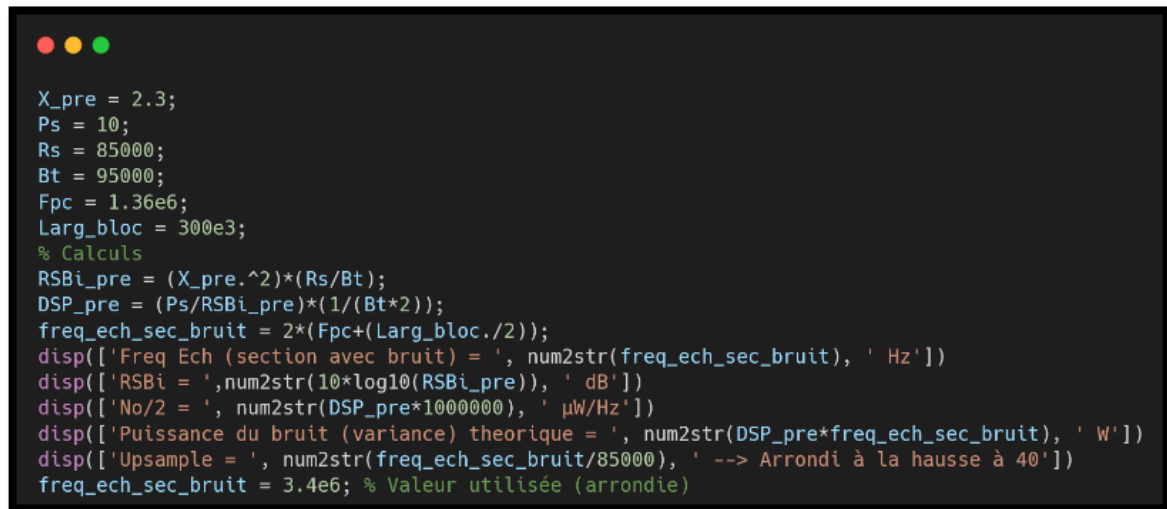 X_pre = 2.3;
Ps = 10;
Rs = 85000;
Bt = 95000;
Fpc = 1.36e6;
Larg_bloc = 300e3;
% Calculs
RSBi_pre = (X_pre.^2)*(Rs/Bt);
DSP_pre = (Ps/RSBi_pre)*(1/(Bt*2));
freq_ech_sec_bruit = 2*(Fpc+(Larg_bloc./2));
disp(['Freq Ech (section avec bruit) = ', num2str(freq_ech_sec_bruit), ' Hz'])
disp(['RSBi = ',num2str(10*log10(RSBi_pre)), ' dB'])
disp(['No/2 = ', num2str(DSP_pre*1000000), ' µW/Hz'])
disp(['Puissance du bruit (variance) theorique = ', num2str(DSP_pre*freq_ech_sec_bruit), ' W'])
disp(['Upsample = ', num2str(freq_ech_sec_bruit/85000), ' --> Arrondi à la hausse à 40'])
freq_ech_sec_bruit = 3.4e6; % Valeur utilisée (arrondie)